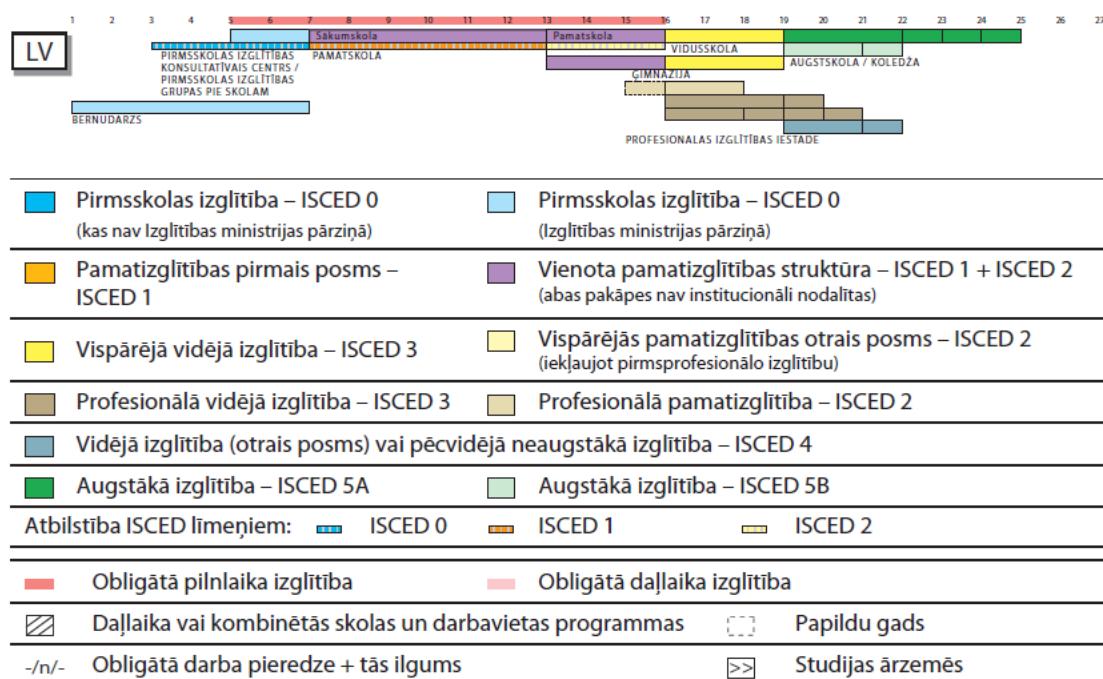 1 2 3 4 5 6 7 8 9 10 11 12 13 14 15 16 17 18 19 20 21 22 23 24 25 26 27
LV
Sākumskola
Pamatskola
PIRMSSKOLAS IZGLĪTĪBAS
KONSULTATĪVAIS CENTRS /
PIRMSSKOLAS IZGLĪTĪBAS
GRUPAS PIE SKOLAM
PAMATSKOLA
VIDUSSKOLA
AUGSTSKOLA / KOLEDŽA
ĢIMNĀZIJA
BERNUDARZS
PROFESIONALAS IZGLĪTĪBAS IESTADE
Pirmsskolas izglītība – ISCED 0
(kas nav Izglītības ministrijas pārziņā)
Pirmsskolas izglītība – ISCED 0
(Izglītības ministrijas pārziņā)
Pamatizglītības pirmais posms –
ISCED 1
Vienota pamatizglītības struktūra – ISCED 1 + ISCED 2
(abas pakāpes nav institucionāli nodalītas)
Vispārējā vidējā izglītība – ISCED 3
Vispārējās pamatizglītības otrais posms – ISCED 2
(iekļaujot pirmsprofesionālo izglītību)
Profesionālā vidējā izglītība – ISCED 3
Profesionālā pamatizglītība – ISCED 2
Vidējā izglītība (otrais posms) vai pēcvidējā neaugstākā izglītība – ISCED 4
Augstākā izglītība – ISCED 5A
Augstākā izglītība – ISCED 5B
Atbilstība ISCED līmeņiem: ISCED 0 ISCED 1 ISCED 2
Obligātā pilnlaika izglītība
Obligātā daļlaika izglītība
Daļlaika vai kombinētās skolas un darbavietas programmas
Papildu gads
-/n/- Obligātā darba pieredze + tās ilgums
>> Studijas ārzemēs